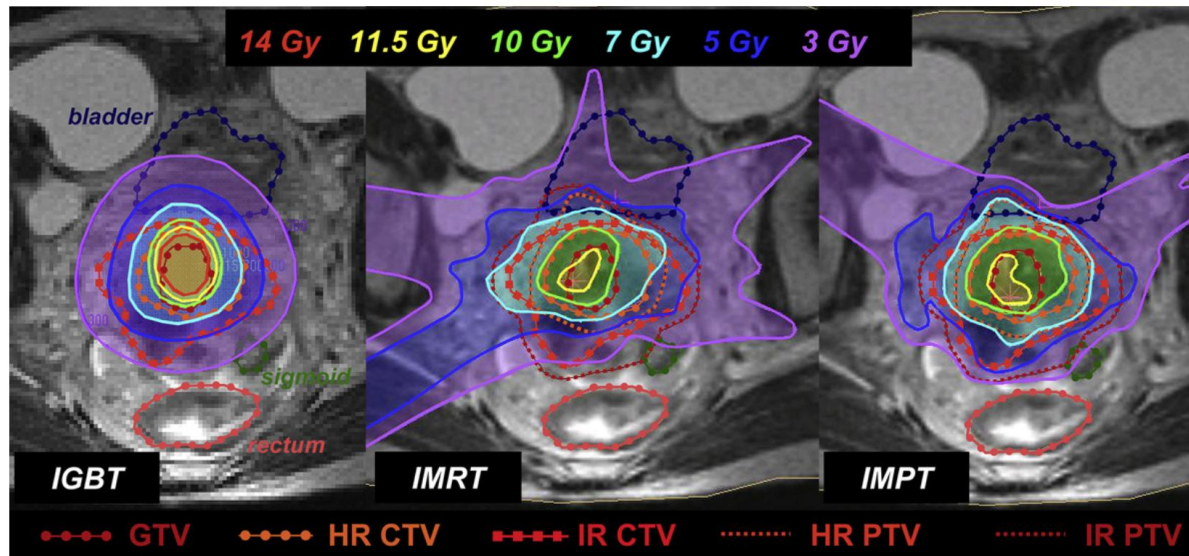 14 Gy 11.5 Gy 10 Gy 7 Gy 5 Gy 3 Gy
bladder
300
sigmoid
rectum
IGBT IMRT IMPT
GTV HR CTV IR CTV HR PTV IR PTV